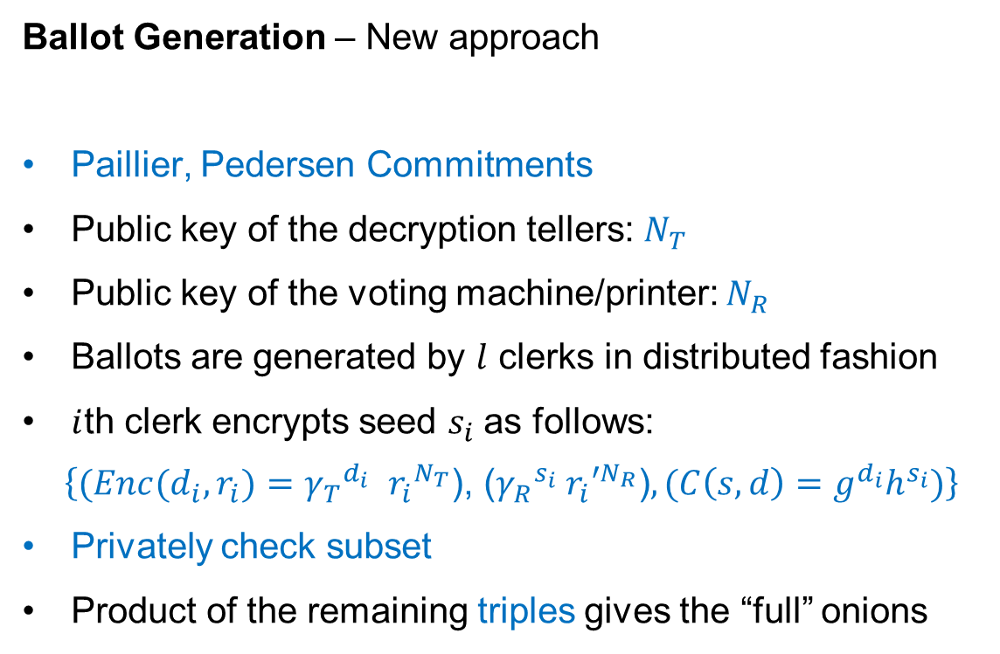 Ballot Generation – New approach
• Paillier, Pedersen Commitments
• Public key of the decryption tellers: $N_T$
• Public key of the voting machine/printer: $N_R$
• Ballots are generated by $l$ clerks in distributed fashion
• $i$th clerk encrypts seed $s_i$ as follows:
$\{(Enc(d_i, r_i) = {\gamma_T}^{d_i} \; {r_i}^{N_T}), ({\gamma_R}^{s_i} \, {r_i}'^{N_R}), (C(s, d) = g^{d_i} h^{s_i})\}$
• Privately check subset
• Product of the remaining triples gives the “full” onions